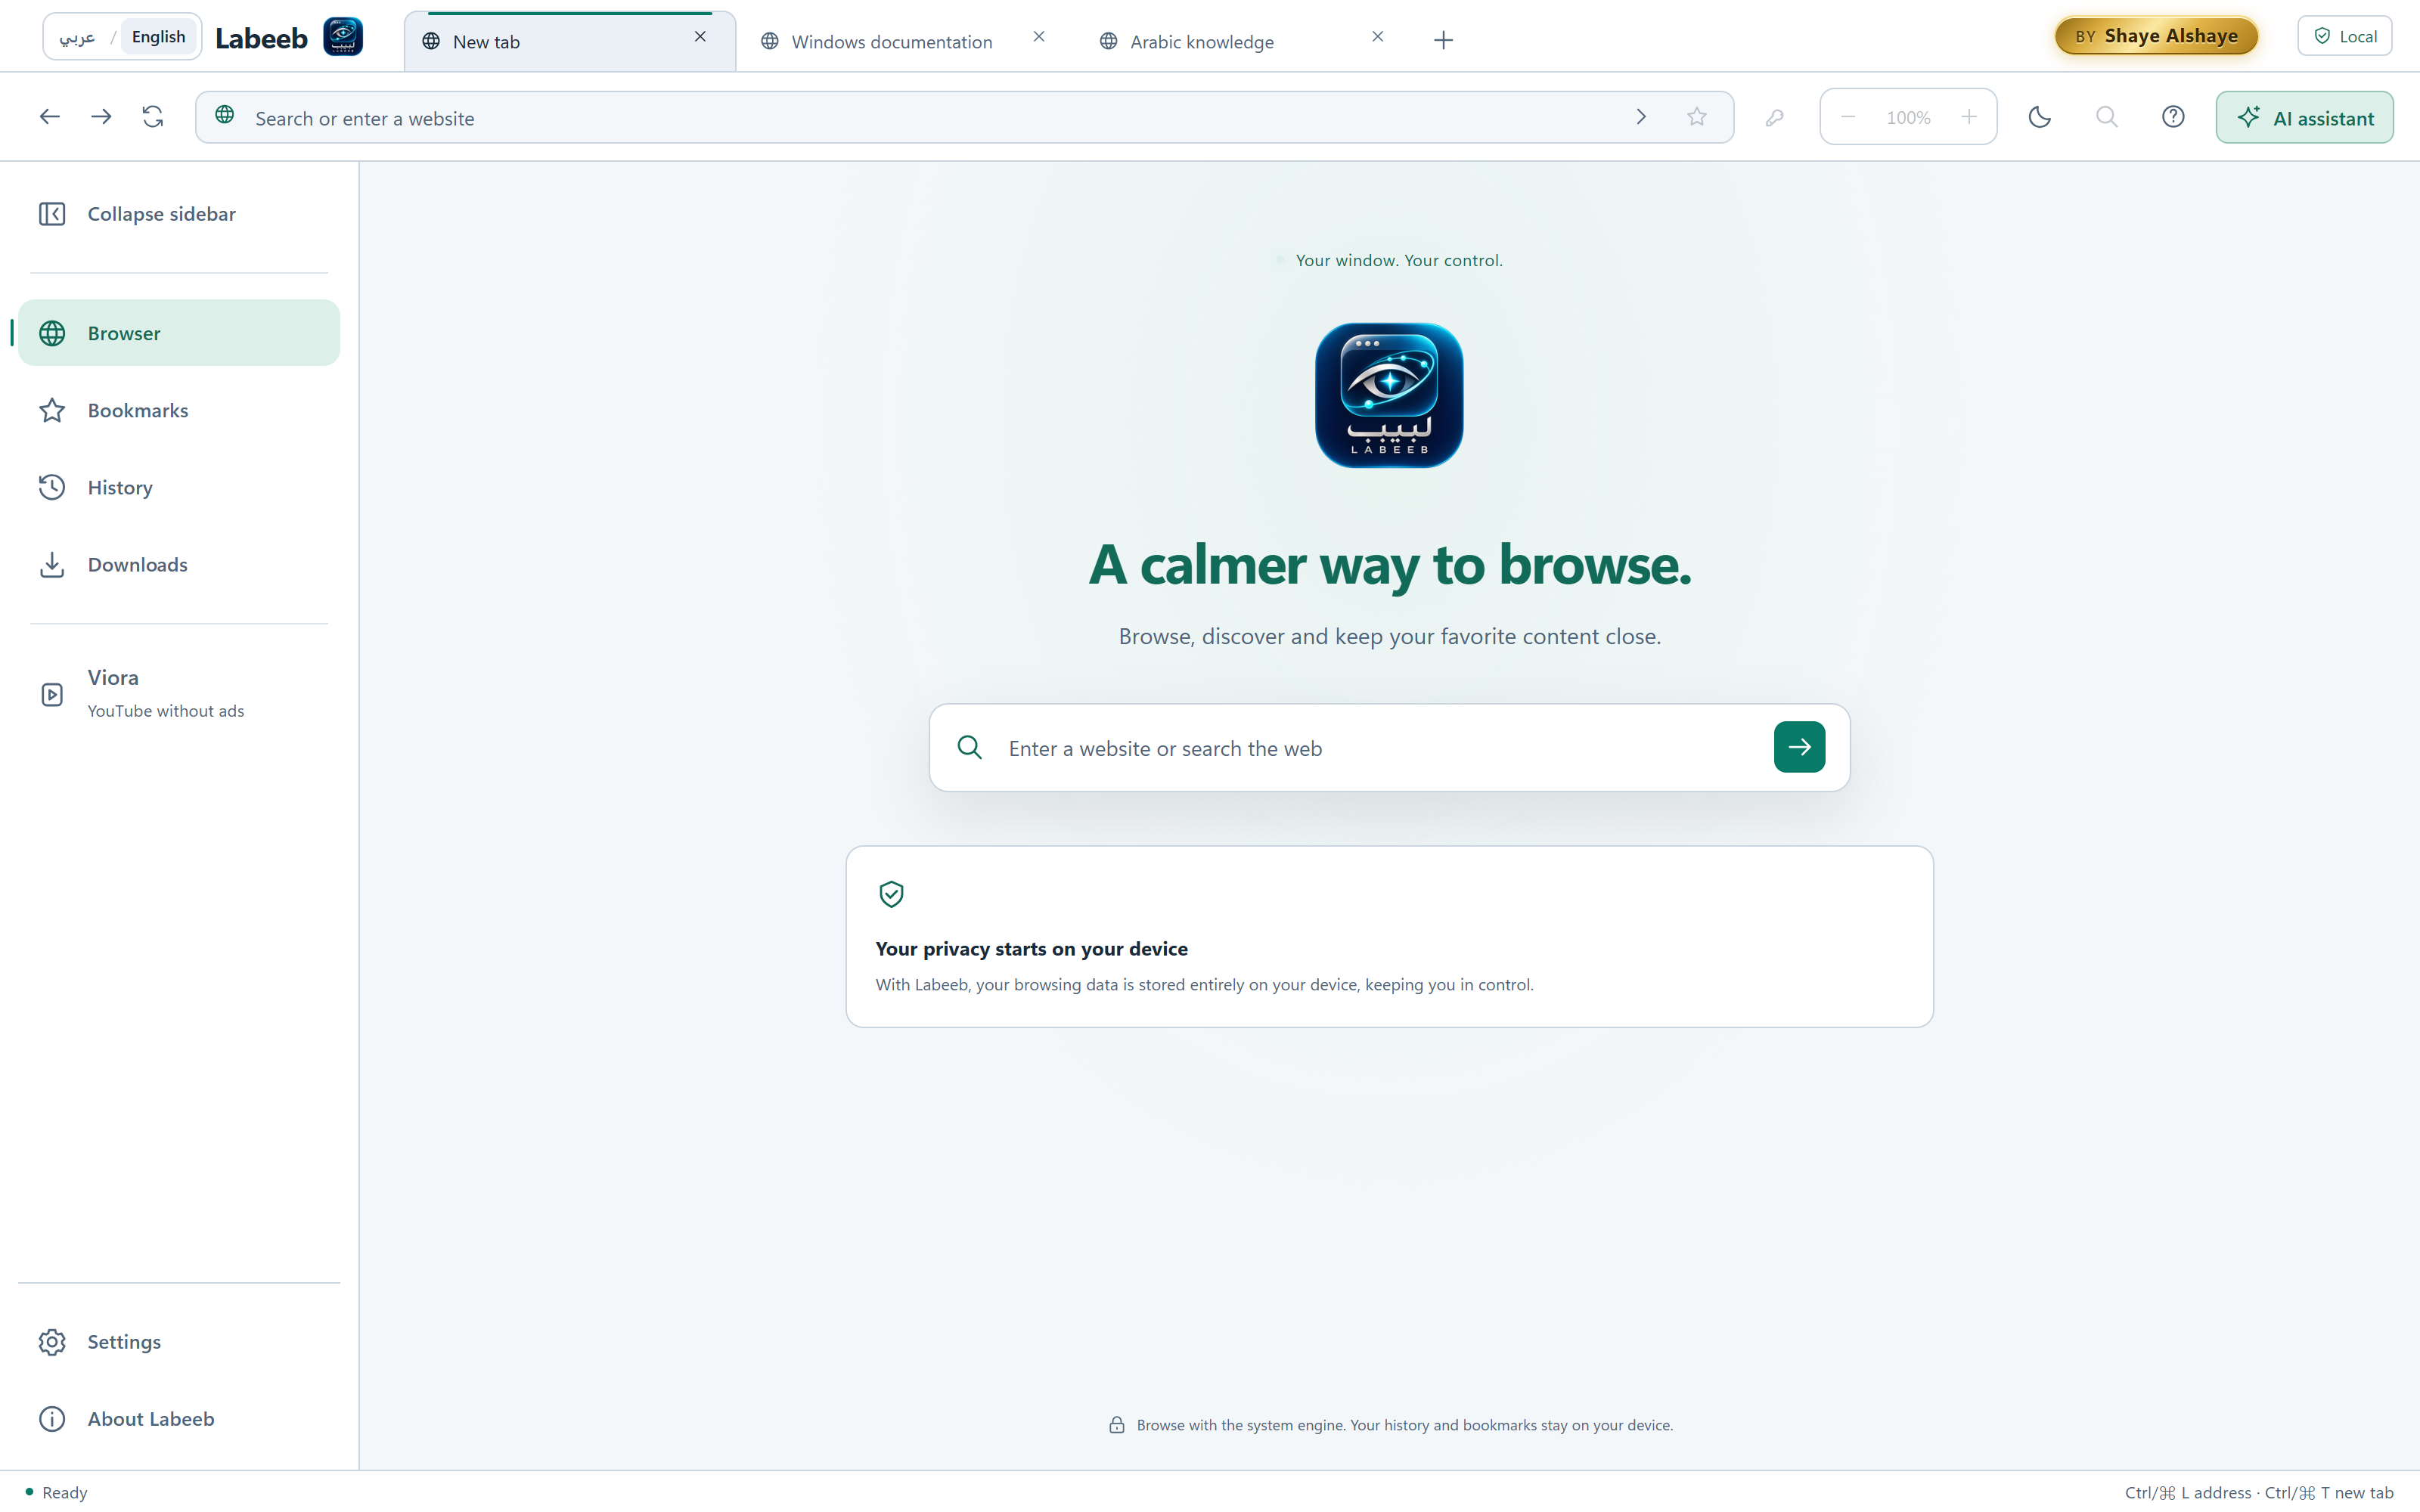 عربي / English
Labeeb
New tab
Windows documentation
Arabic knowledge
BY Shaye Alshaye
Local
Search or enter a website
100%
AI assistant
Collapse sidebar
Browser
Bookmarks
History
Downloads
Viora
YouTube without ads
Settings
About Labeeb
Your window. Your control.
لبيب
LABEEB
A calmer way to browse.
Browse, discover and keep your favorite content close.
Enter a website or search the web
Your privacy starts on your device
With Labeeb, your browsing data is stored entirely on your device, keeping you in control.
Browse with the system engine. Your history and bookmarks stay on your device.
Ready
Ctrl/⌘ L address · Ctrl/⌘ T new tab